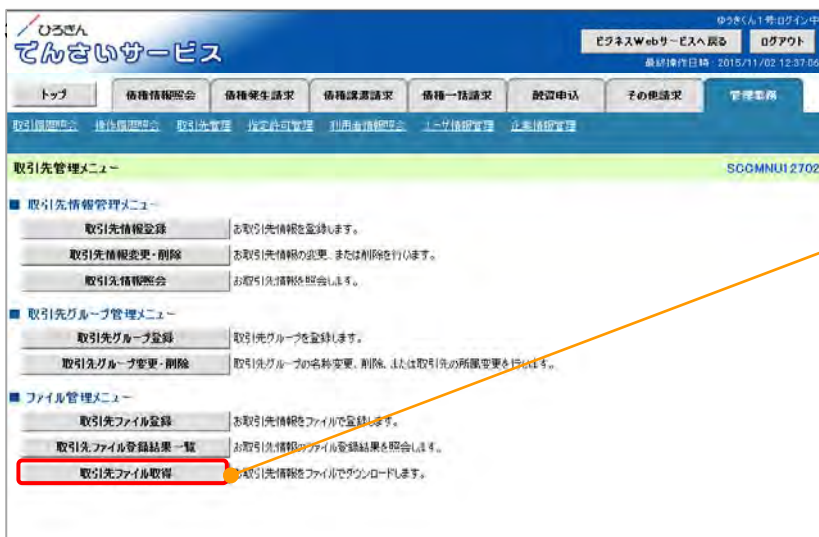 ひろぎん
でんさいサービス
ゆうきん1号:ログイン中
ビジネスWebサービスへ戻る ログアウト
最終操作日時:2015/11/02 12:37:06
トップ 債権情報照会 債権発生請求 債権譲渡請求 債権一括請求 融資申込 その他請求 管理業務
取引履歴照会 操作履歴照会 取引先管理 指定許可管理 利用者情報照会 ユーザ情報管理 企業情報管理
取引先管理メニュー SCCMNU12702
■ 取引先情報管理メニュー
取引先情報登録 お取引先情報を登録します。
取引先情報変更・削除 お取引先情報の変更、または削除を行います。
取引先情報照会 お取引先情報を照会します。
■ 取引先グループ管理メニュー
取引先グループ登録 取引先グループを登録します。
取引先グループ変更・削除 取引先グループの名称変更、削除、または取引先の所属変更を行います。
■ ファイル管理メニュー
取引先ファイル登録 お取引先情報をファイルで登録します。
取引先ファイル登録結果一覧 お取引先情報のファイル登録結果を照会します。
取引先ファイル取得 お取引先情報をファイルでダウンロードします。